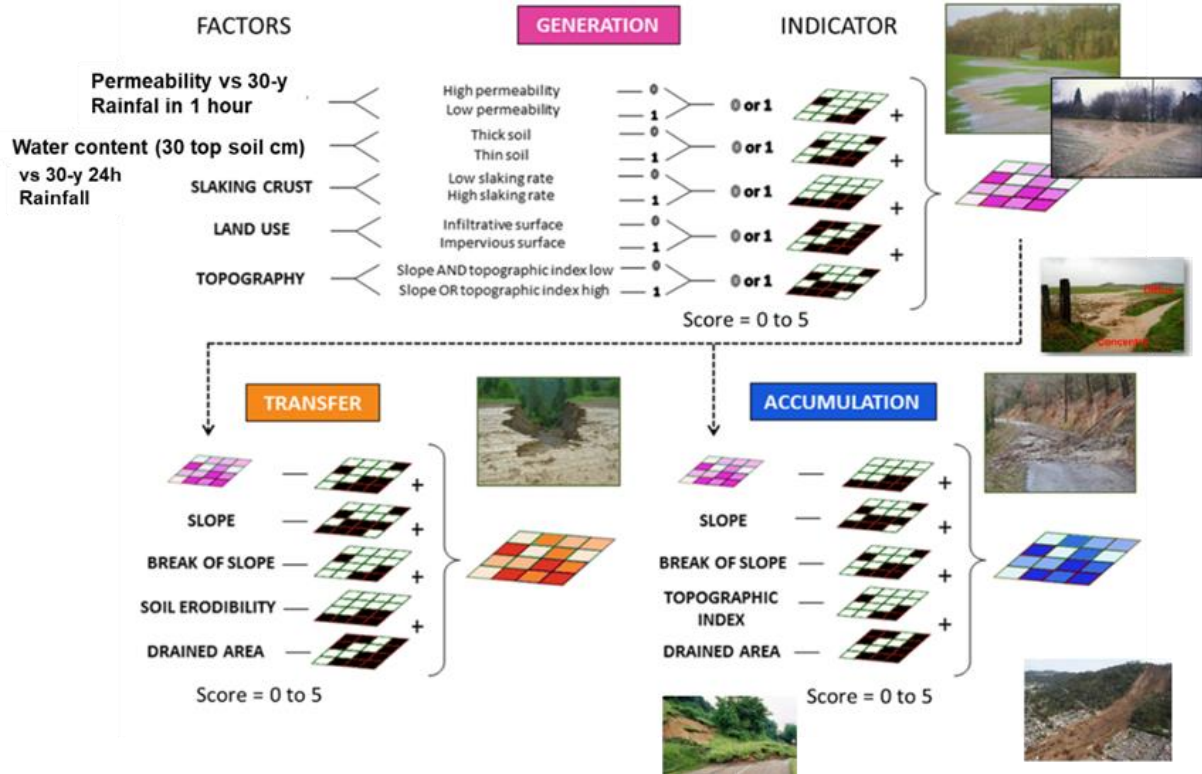 FACTORS
GENERATION
INDICATOR
Permeability vs 30-y
Rainfal in 1 hour
High permeability
0
Low permeability
1
0 or 1
+
Water content (30 top soil cm)
vs 30-y 24h
Rainfall
Thick soil
0
Thin soil
1
0 or 1
+
SLAKING CRUST
Low slaking rate
0
High slaking rate
1
0 or 1
+
LAND USE
Infiltrative surface
0
Impervious surface
1
0 or 1
+
TOPOGRAPHY
Slope AND topographic index low
0
Slope OR topographic index high
1
0 or 1
Score = 0 to 5
TRANSFER
+
SLOPE
+
BREAK OF SLOPE
+
SOIL ERODIBILITY
+
DRAINED AREA
Score = 0 to 5
ACCUMULATION
+
SLOPE
+
BREAK OF SLOPE
+
TOPOGRAPHIC
INDEX
+
DRAINED AREA
Score = 0 to 5